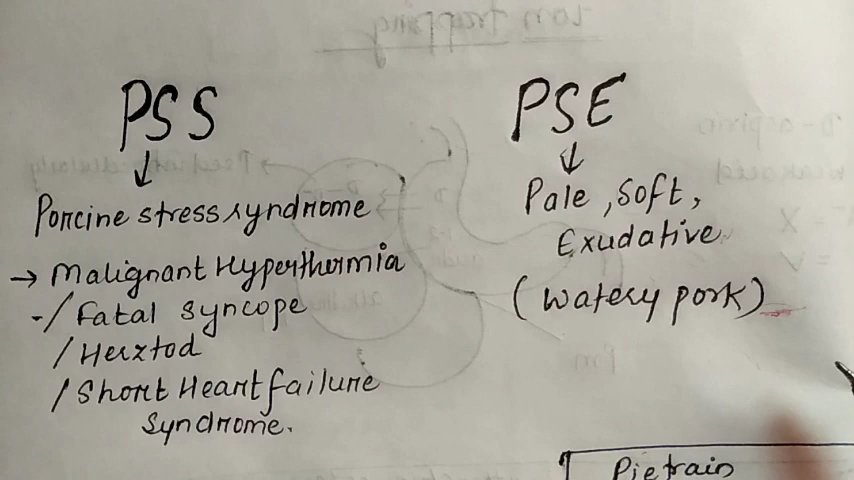 PSS
↓
Porcine stress syndrome
→ Malignant Hyperthermia
-/ Fatal syncope
/ Herztod
/ Short Heart failure
syndrome.
PSE
↓
Pale, Soft,
Exudative
(watery pork)
Pietrain